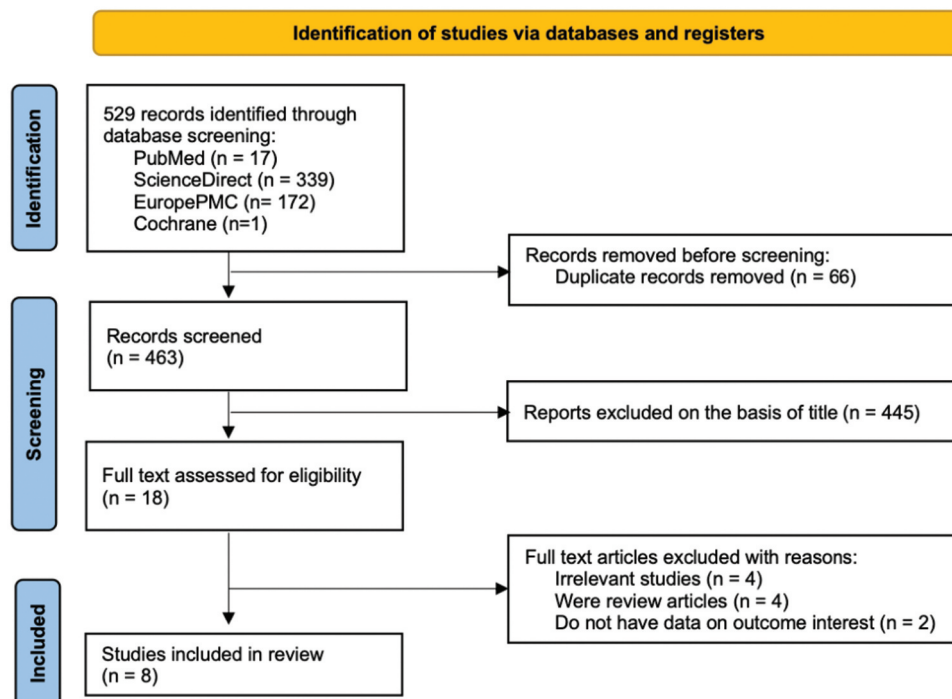 Identification of studies via databases and registers
Identification
529 records identified through
database screening:
PubMed (n = 17)
ScienceDirect (n = 339)
EuropePMC (n= 172)
Cochrane (n=1)
Records removed before screening:
Duplicate records removed (n = 66)
Screening
Records screened
(n = 463)
Reports excluded on the basis of title (n = 445)
Full text assessed for eligibility
(n = 18)
Full text articles excluded with reasons:
Irrelevant studies (n = 4)
Were review articles (n = 4)
Do not have data on outcome interest (n = 2)
Included
Studies included in review
(n = 8)